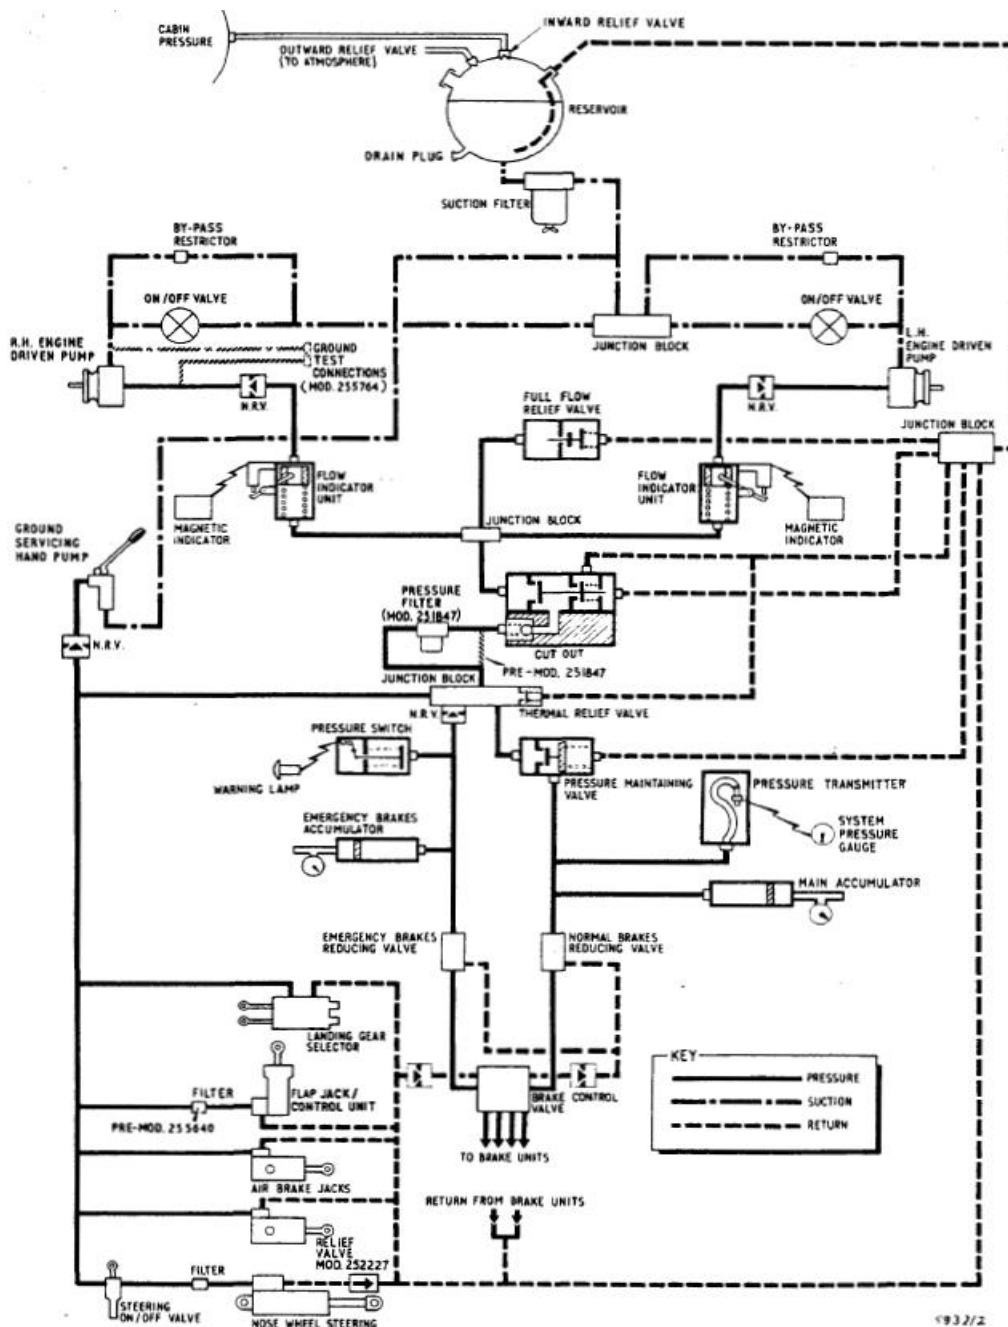 CABIN
PRESSURE
INWARD RELIEF VALVE
OUTWARD RELIEF VALVE
(TO ATMOSPHERE)
RESERVOIR
DRAIN PLUG
SUCTION FILTER
BY-PASS
RESTRICTOR
BY-PASS
RESTRICTOR
ON/OFF VALVE
ON/OFF VALVE
R.H. ENGINE
DRIVEN PUMP
GROUND
TEST
CONNECTIONS
(MOD. 255764)
JUNCTION BLOCK
L.H.
ENGINE DRIVEN
PUMP
N.R.V.
N.R.V.
FULL FLOW
RELIEF VALVE
JUNCTION BLOCK
FLOW
INDICATOR
UNIT
FLOW
INDICATOR
UNIT
MAGNETIC
INDICATOR
MAGNETIC
INDICATOR
JUNCTION BLOCK
GROUND
SERVICING
HAND PUMP
PRESSURE
FILTER
(MOD. 251847)
N.R.V.
CUT OUT
PRE-MOD. 251847
JUNCTION BLOCK
N.R.V.
THERMAL RELIEF VALVE
PRESSURE SWITCH
WARNING LAMP
PRESSURE MAINTAINING
VALVE
PRESSURE TRANSMITTER
SYSTEM
PRESSURE
GAUGE
EMERGENCY BRAKES
ACCUMULATOR
MAIN ACCUMULATOR
EMERGENCY BRAKES
REDUCING VALVE
NORMAL BRAKES
REDUCING VALVE
LANDING GEAR
SELECTOR
KEY
PRESSURE
SUCTION
RETURN
FILTER
FLAP JACK/
CONTROL UNIT
BRAKE CONTROL
VALVE
PRE-MOD. 255640
TO BRAKE UNITS
AIR BRAKE JACKS
RETURN FROM BRAKE UNITS
RELIEF
VALVE
MOD. 252227
FILTER
STEERING
ON/OFF VALVE
NOSE WHEEL STEERING